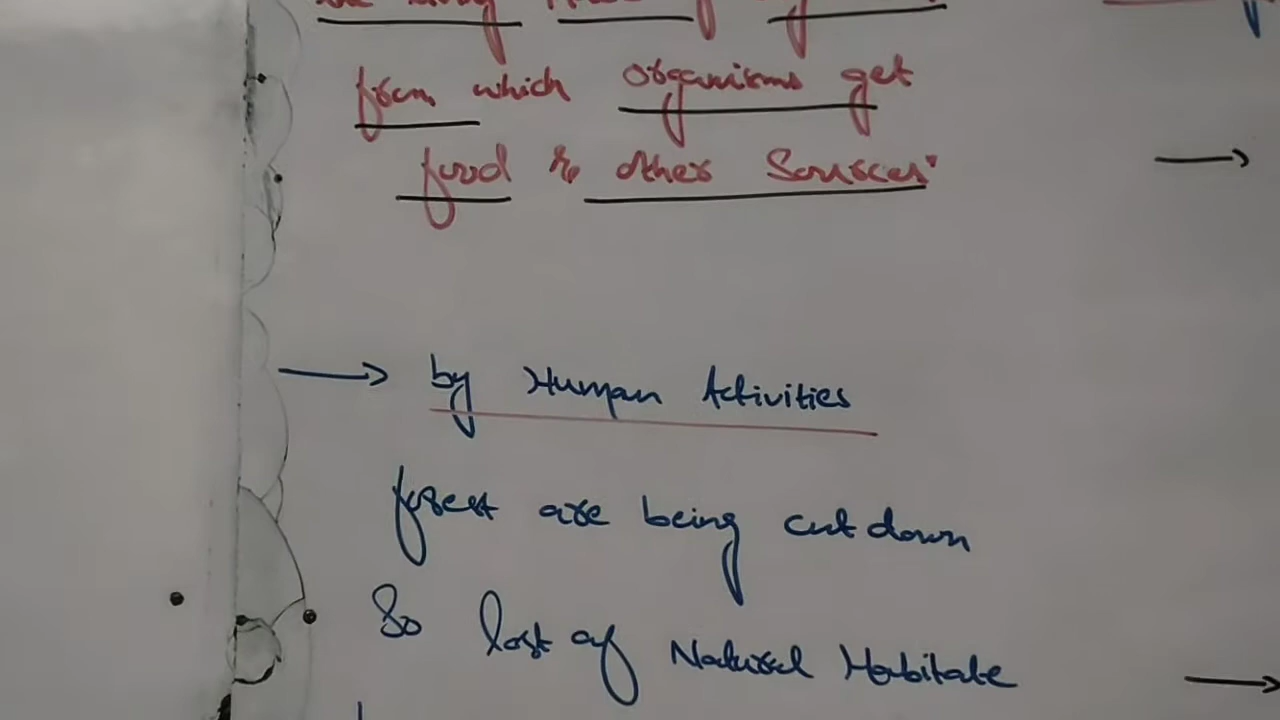 from which organisms get
food & other Sources"
→ by Human Activities
forest are being cut down
So lost of Natural Habitate